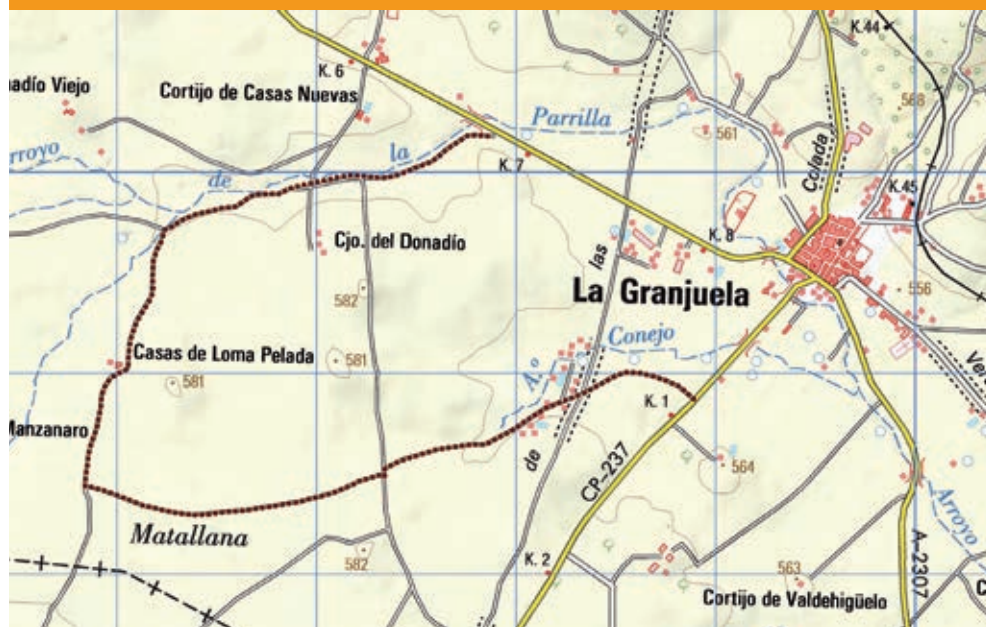 K.44
K. 6
adío Viejo
Cortijo de Casas Nuevas
568
Parrilla
561
rroyo
de
la
K. 7
Colada
K.45
K. 8
Cjo. del Donadío
las
582
La Granjuela
556
Conejo
Casas de Loma Pelada
581
581
A.º
Ver
K. 1
Manzanaro
de
CP-237
564
Arroyo
Matallana
582
K. 2
A-2307
563
Cortijo de Valdehigüelo
C